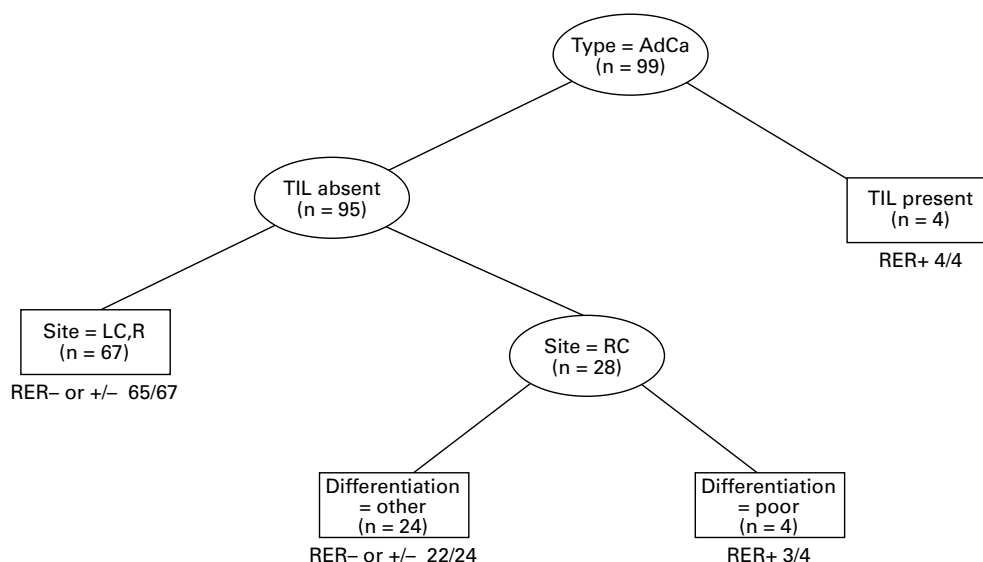 Type = AdCa
(n = 99)
TIL absent
(n = 95)
TIL present
(n = 4)
RER+ 4/4
Site = LC,R
(n = 67)
RER– or +/– 65/67
Site = RC
(n = 28)
Differentiation
= other
(n = 24)
RER– or +/– 22/24
Differentiation
= poor
(n = 4)
RER+ 3/4